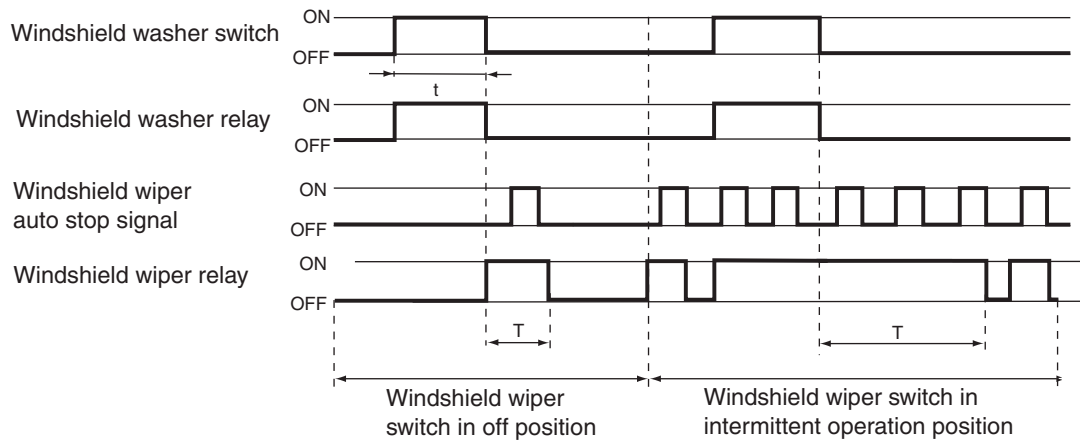 ON
Windshield washer switch
OFF
t
ON
Windshield washer relay
OFF
ON
Windshield wiper
auto stop signal
OFF
ON
Windshield wiper relay
OFF
T
T
Windshield wiper
switch in off position
Windshield wiper switch in
intermittent operation position